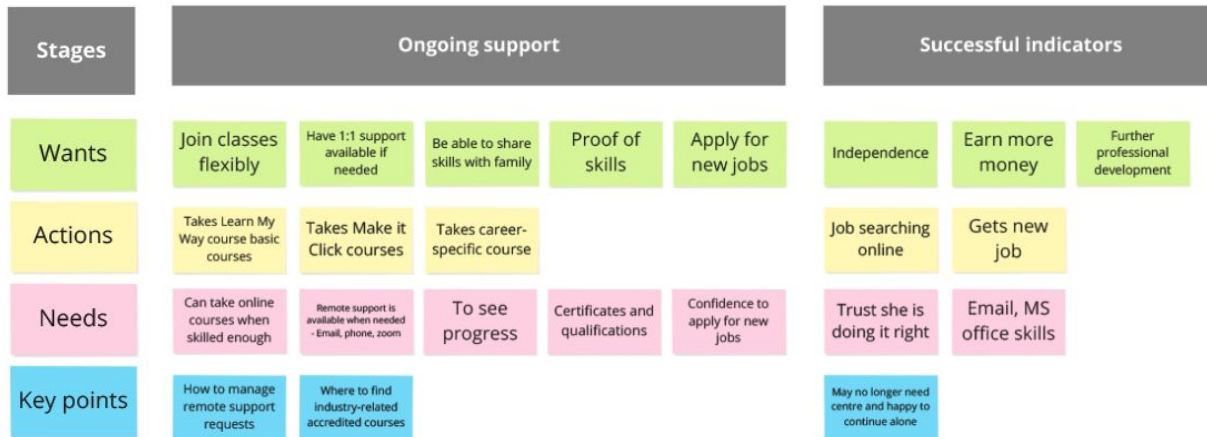 Stages
Ongoing support
Successful indicators
Wants
Join classes
flexibly
Have 1:1 support
available if
needed
Be able to share
skills with family
Proof of
skills
Apply for
new jobs
Independence
Earn more
money
Further
professional
development
Actions
Takes Learn My
Way course basic
courses
Takes Make it
Click courses
Takes career-
specific course
Job searching
online
Gets new
job
Needs
Can take online
courses when
skilled enough
Remote support is
available when needed
- Email, phone, zoom
To see
progress
Certificates and
qualifications
Confidence to
apply for new
jobs
Trust she is
doing it right
Email, MS
office skills
Key points
How to manage
remote support
requests
Where to find
industry-related
accredited courses
May no longer need
centre and happy to
continue alone